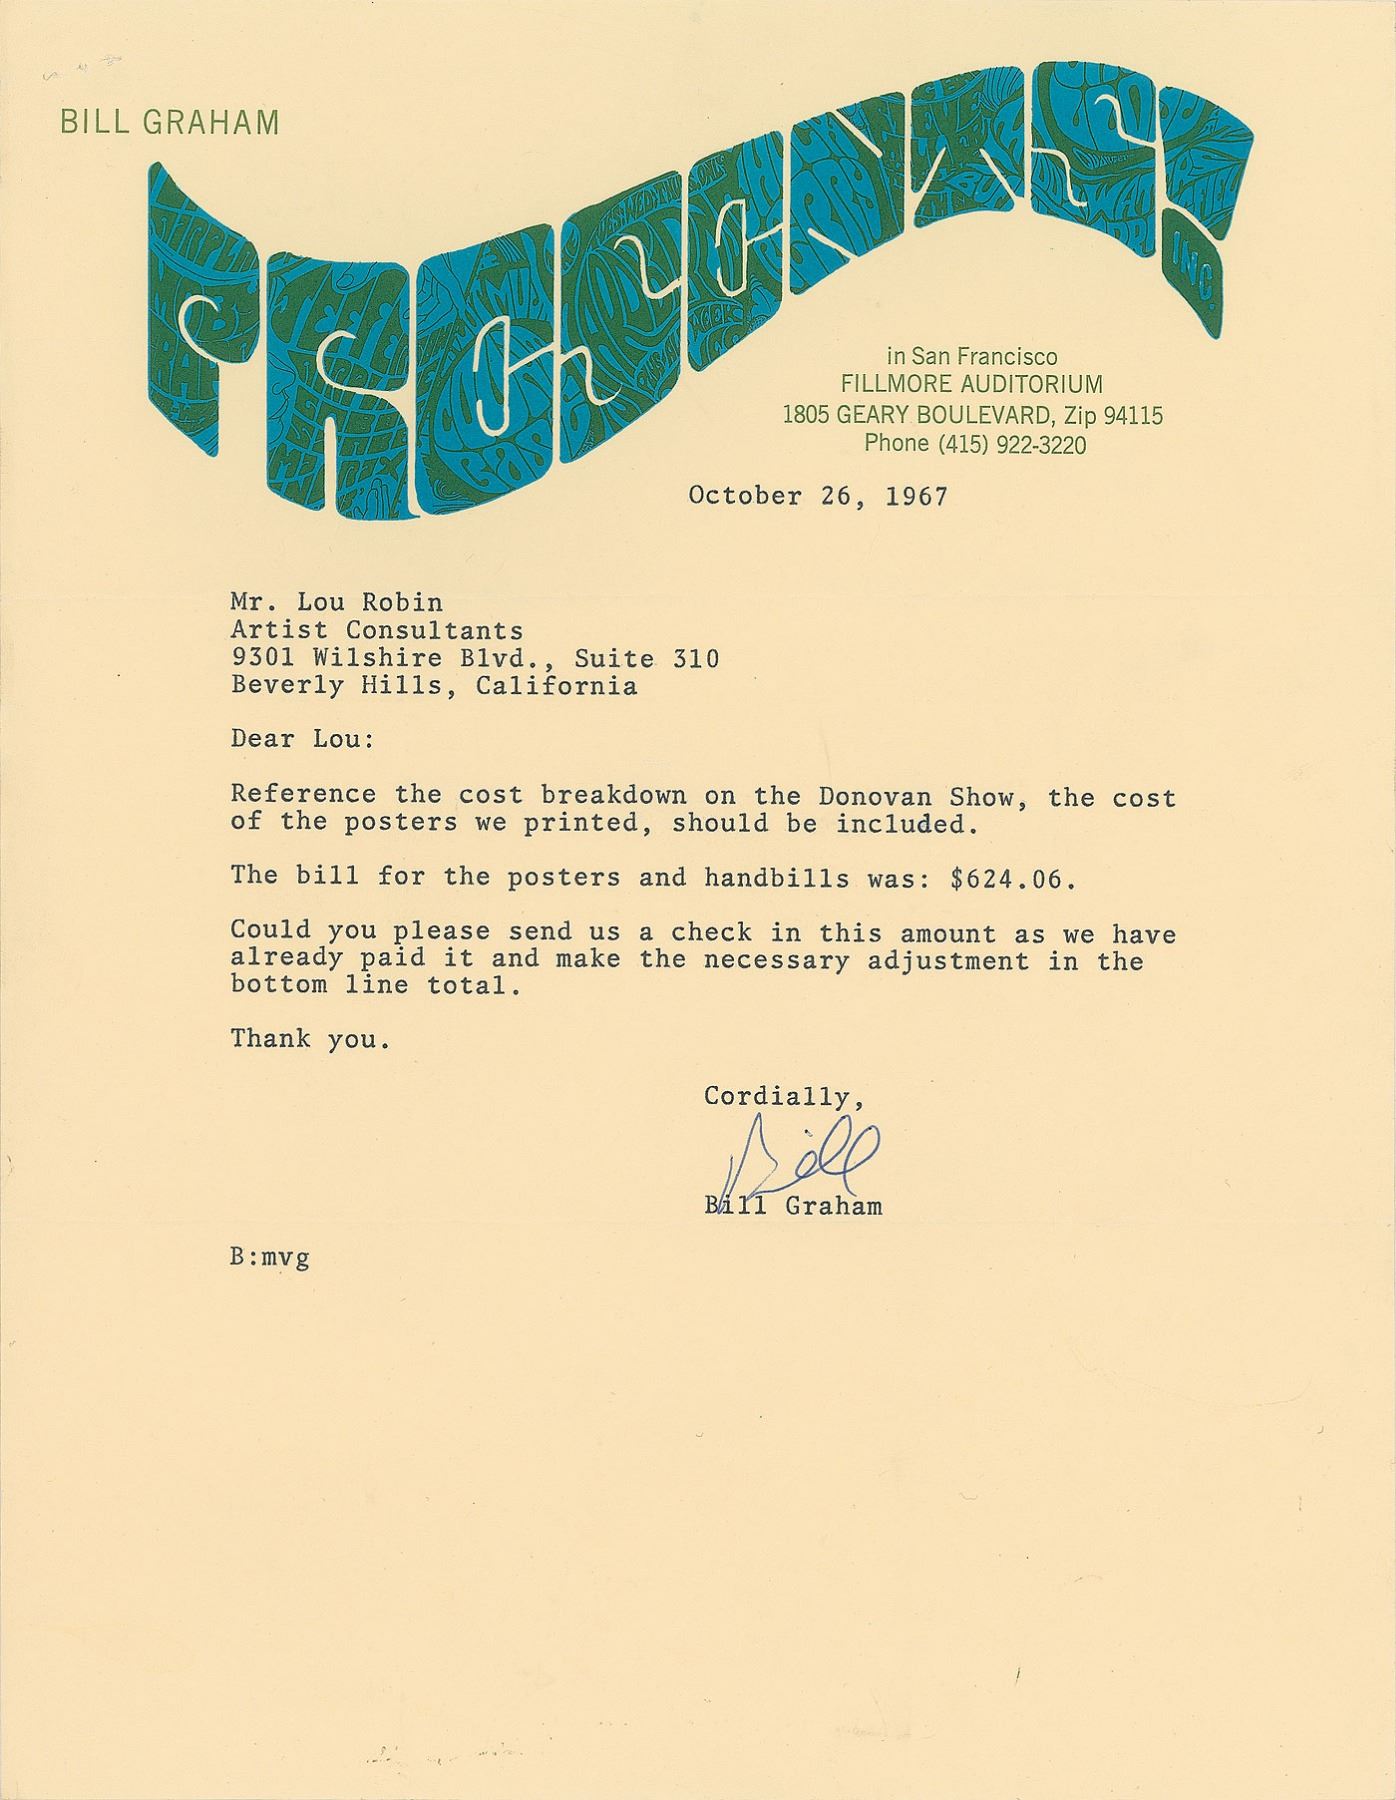 BILL GRAHAM
PRESENTS!
INC.
in San Francisco
FILLMORE AUDITORIUM
1805 GEARY BOULEVARD, Zip 94115
Phone (415) 922-3220
October 26, 1967
Mr. Lou Robin
Artist Consultants
9301 Wilshire Blvd., Suite 310
Beverly Hills, California
Dear Lou:
Reference the cost breakdown on the Donovan Show, the cost
of the posters we printed, should be included.
The bill for the posters and handbills was: $624.06.
Could you please send us a check in this amount as we have
already paid it and make the necessary adjustment in the
bottom line total.
Thank you.
Cordially,
Bill
Bill Graham
B:mvg